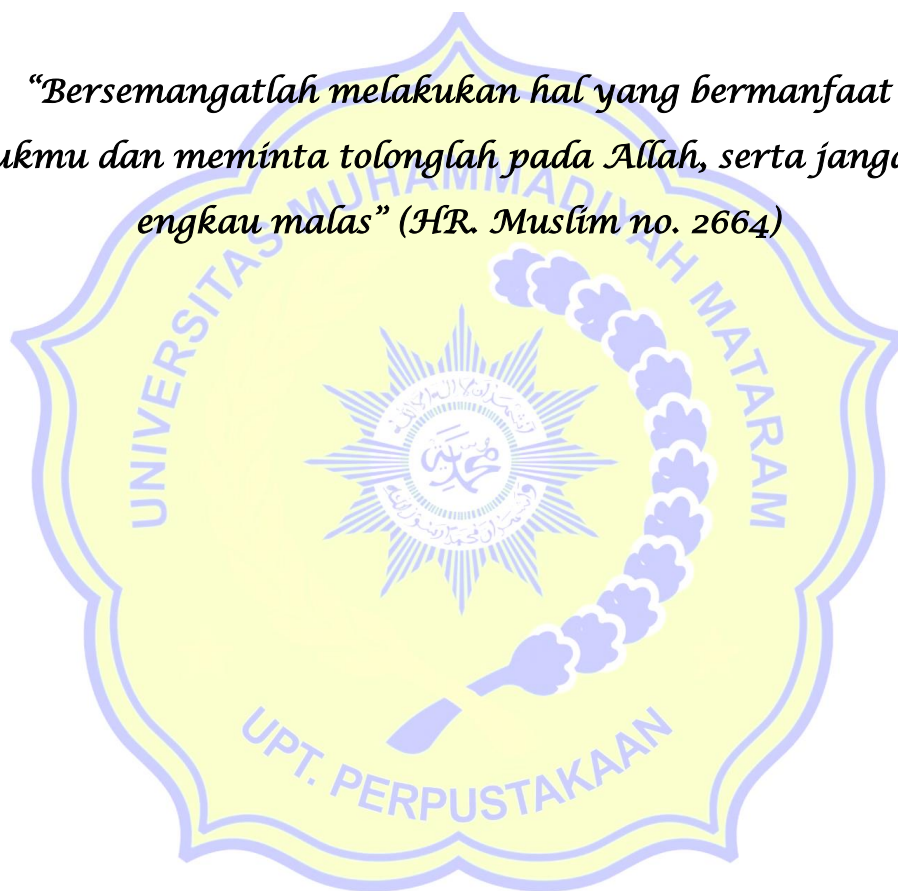 “Bersemangatlah melakukan hal yang bermanfaat
ukmu dan meminta tolonglah pada Allah, serta janga
engkau malas” (HR. Muslim no. 2664)
UNIVERSITAS MUHAMMADIYAH MATARAM
UPT. PERPUSTAKAAN